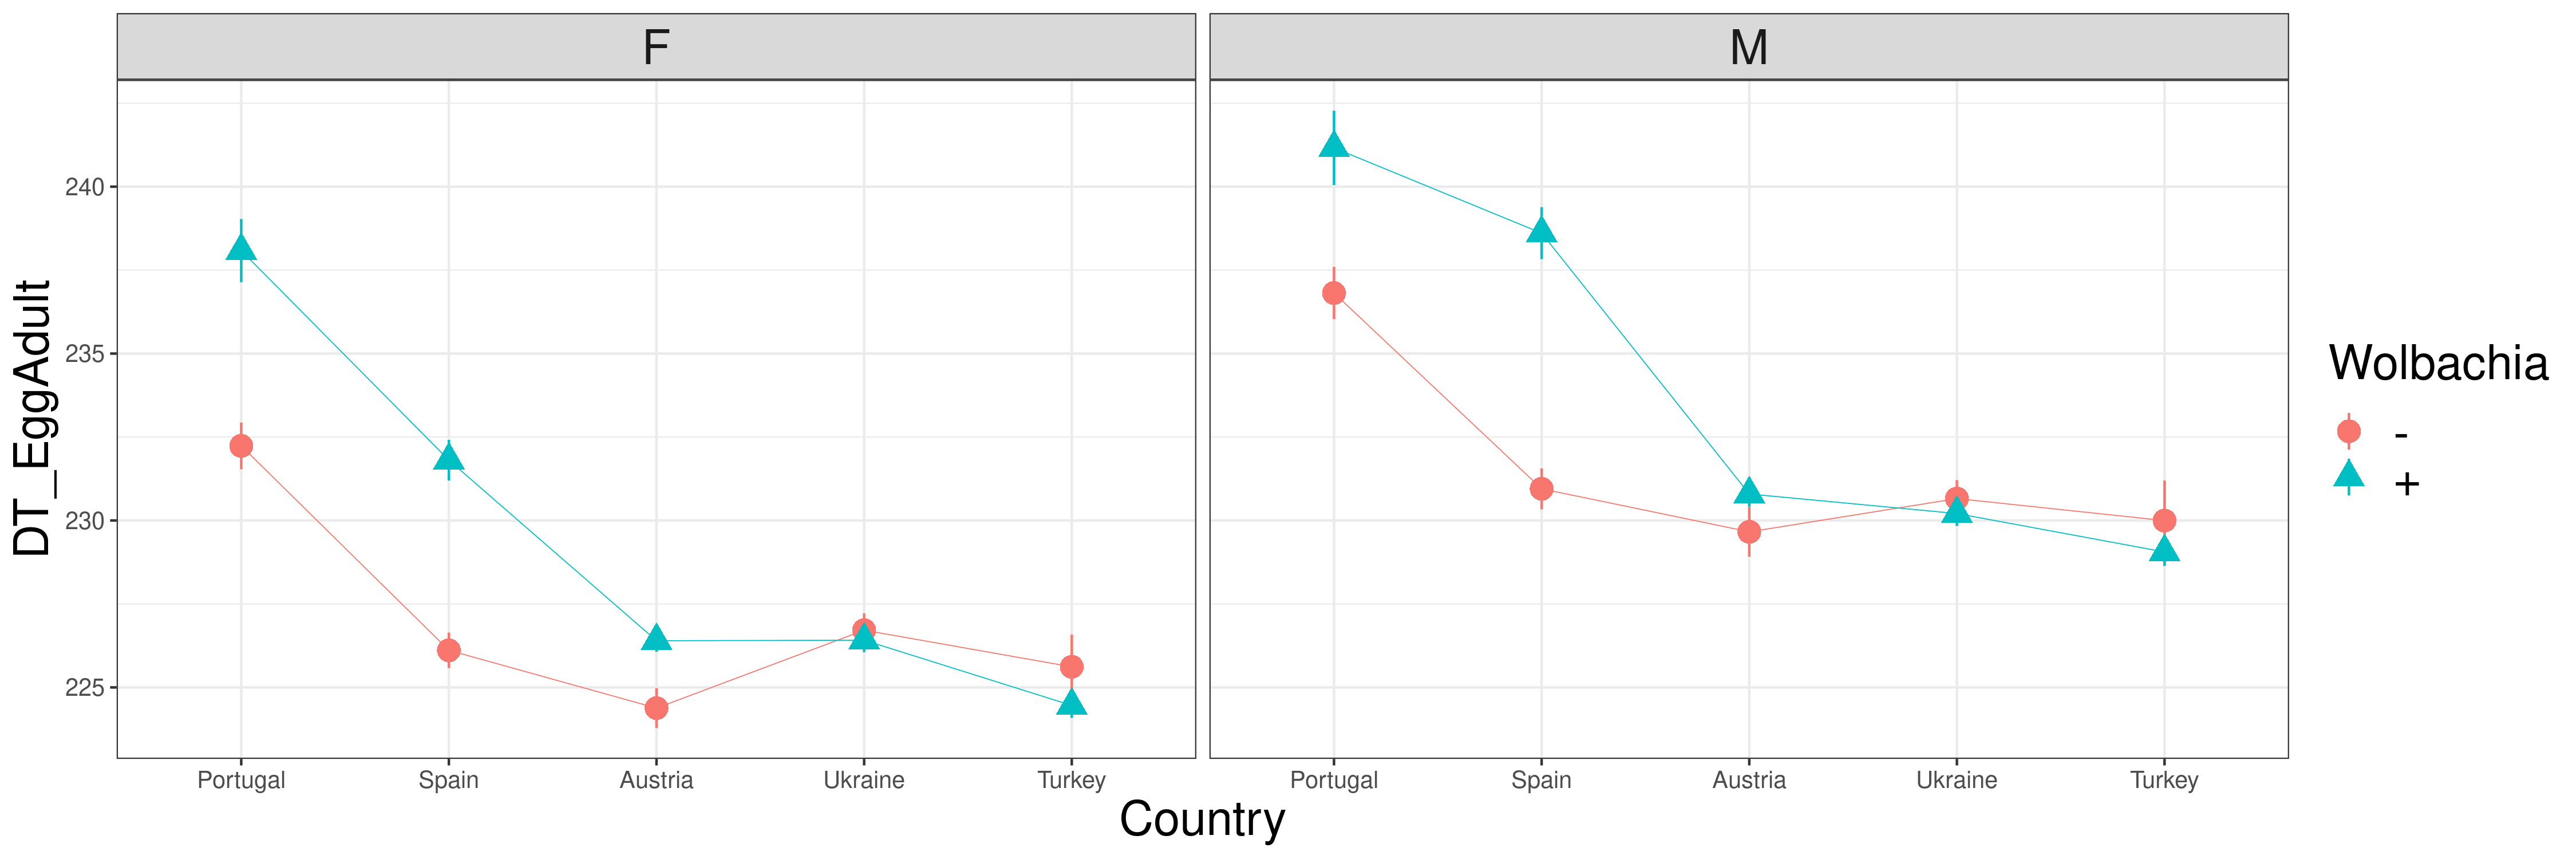 F
M
DT_EggAdult
240
235
230
225
Portugal Spain Austria Ukraine Turkey
Portugal Spain Austria Ukraine Turkey
Country
Wolbachia
-
+